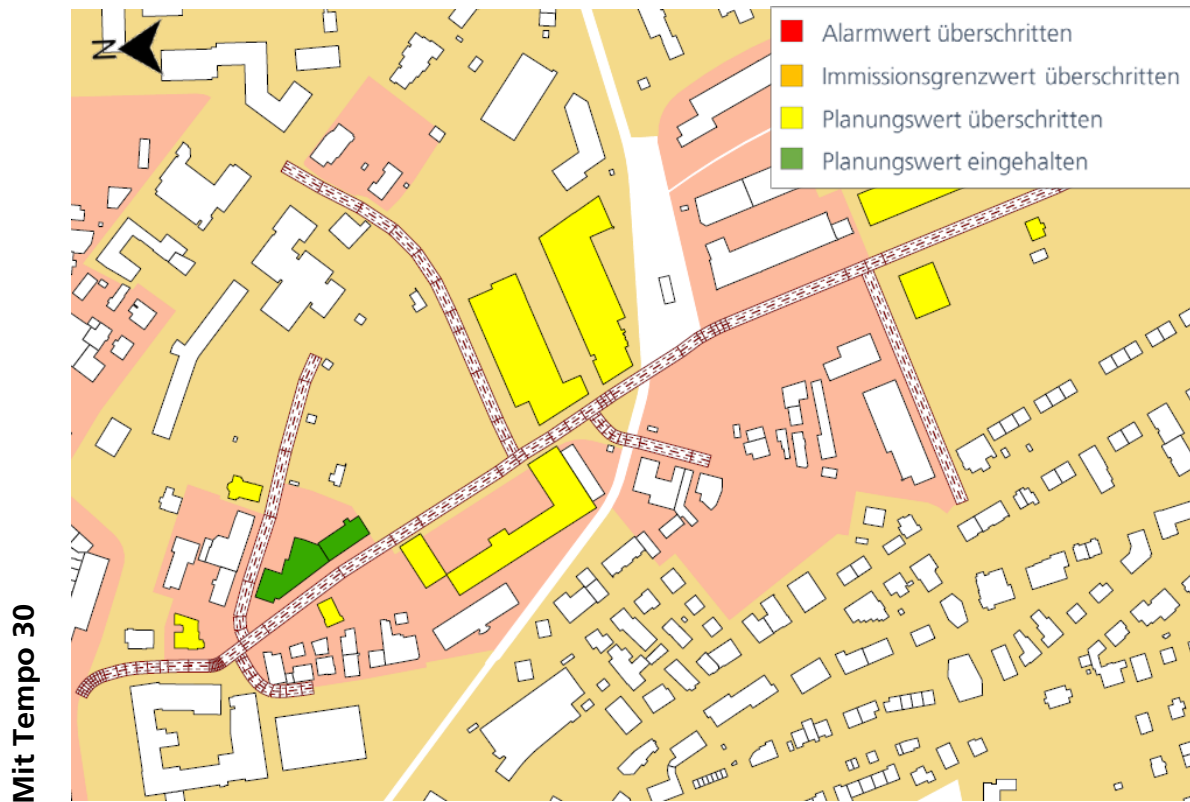 N
Alarmwert überschritten
Immissionsgrenzwert überschritten
Planungswert überschritten
Planungswert eingehalten
Mit Tempo 30